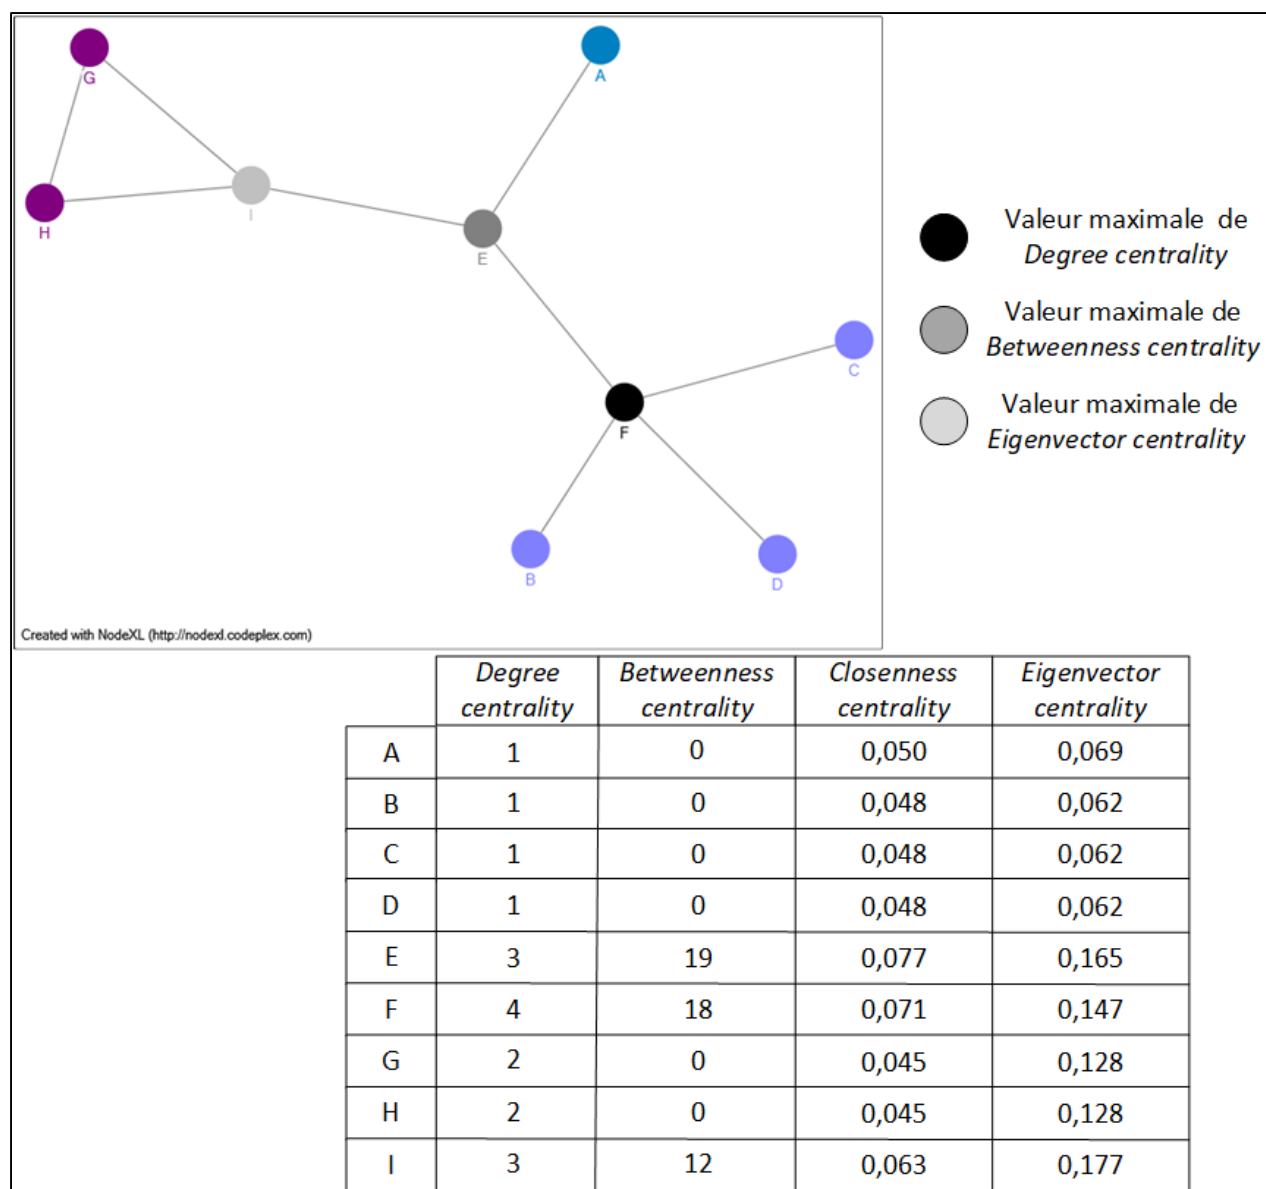 G
A
H
I
E
C
F
B
D
Created with NodeXL (http://nodexl.codeplex.com)
Valeur maximale de
Degree centrality
Valeur maximale de
Betweenness centrality
Valeur maximale de
Eigenvector centrality
Degree centrality Betweenness centrality Closenness centrality Eigenvector centrality
A 1 0 0,050 0,069
B 1 0 0,048 0,062
C 1 0 0,048 0,062
D 1 0 0,048 0,062
E 3 19 0,077 0,165
F 4 18 0,071 0,147
G 2 0 0,045 0,128
H 2 0 0,045 0,128
I 3 12 0,063 0,177